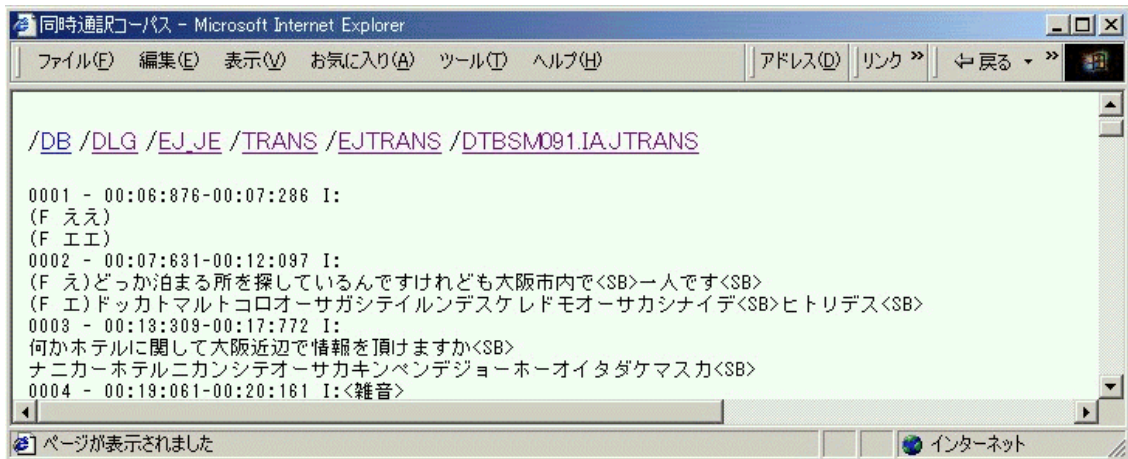 同時通訳コーパス - Microsoft Internet Explorer
ファイル(F) 編集(E) 表示(V) お気に入り(A) ツール(T) ヘルプ(H) アドレス(D) リンク » 戻る »
/DB /DLG /EJ_JE /TRANS /EJTRANS /DTBSM091.IA.JTRANS
0001 - 00:06:876-00:07:286 I:
(F ええ)
(F エエ)
0002 - 00:07:631-00:12:097 I:
(F え)どっか泊まる所を探しているんですけれども大阪市内で<SB>一人です<SB>
(F エ)ドッカトマルトコロオーサガシテイルンデスケレドモオーサカシナイデ<SB>ヒトリデス<SB>
0003 - 00:13:309-00:17:772 I:
何かホテルに関して大阪近辺で情報を頂けますか<SB>
ナニカーホテルニカンシテオーサカキンペンデジョーホーオイタダケマスカ<SB>
0004 - 00:19:061-00:20:161 I:<雑音>
ページが表示されました インターネット